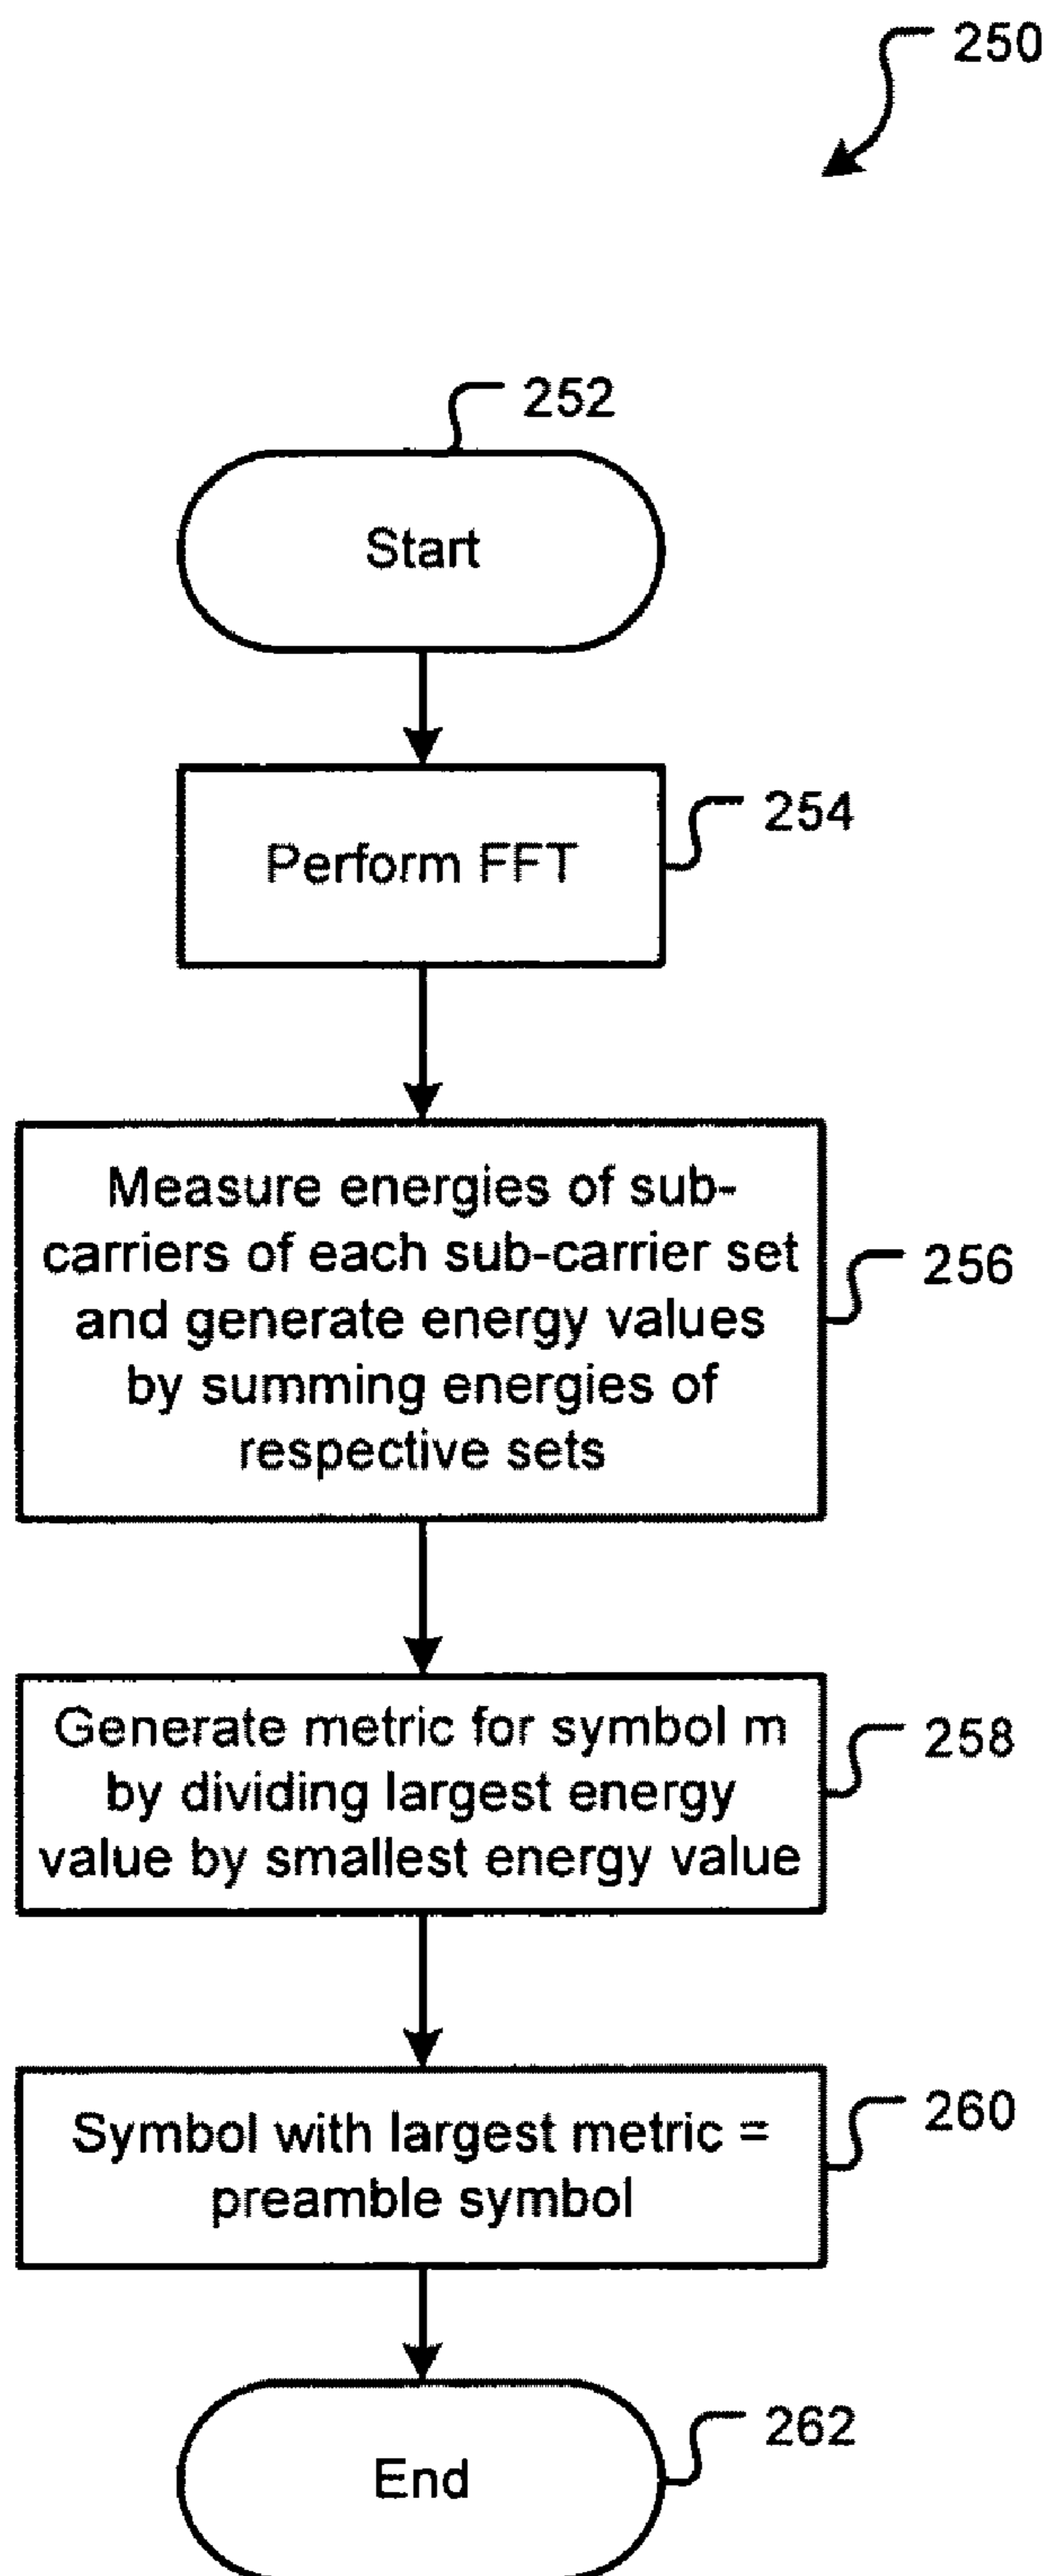 250
252
Start
254
Perform FFT
Measure energies of sub-
carriers of each sub-carrier set
and generate energy values
by summing energies of
respective sets
256
Generate metric for symbol m
by dividing largest energy
value by smallest energy value
258
Symbol with largest metric =
preamble symbol
260
262
End